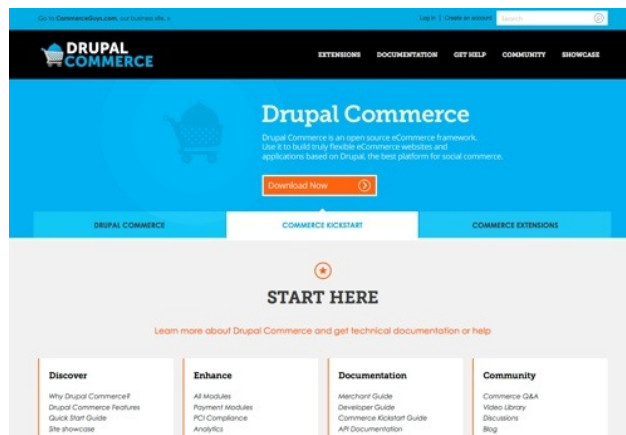 Go to CommerceGuys.com, our business site. »
Log in | Create an account
Search
DRUPAL
COMMERCE
EXTENSIONS DOCUMENTATION GET HELP COMMUNITY SHOWCASE
Drupal Commerce
Drupal Commerce is an open source eCommerce framework.
Use it to build truly flexible eCommerce websites and
applications based on Drupal, the best platform for social commerce.
Download Now
DRUPAL COMMERCE
COMMERCE KICKSTART
COMMERCE EXTENSIONS
START HERE
Learn more about Drupal Commerce and get technical documentation or help
Discover
Why Drupal Commerce?
Drupal Commerce Features
Quick Start Guide
Site showcase
Enhance
All Modules
Payment Modules
PCI Compliance
Analytics
Documentation
Merchant Guide
Developer Guide
Commerce Kickstart Guide
API Documentation
Community
Commerce Q&A
Video Library
Discussions
Blog